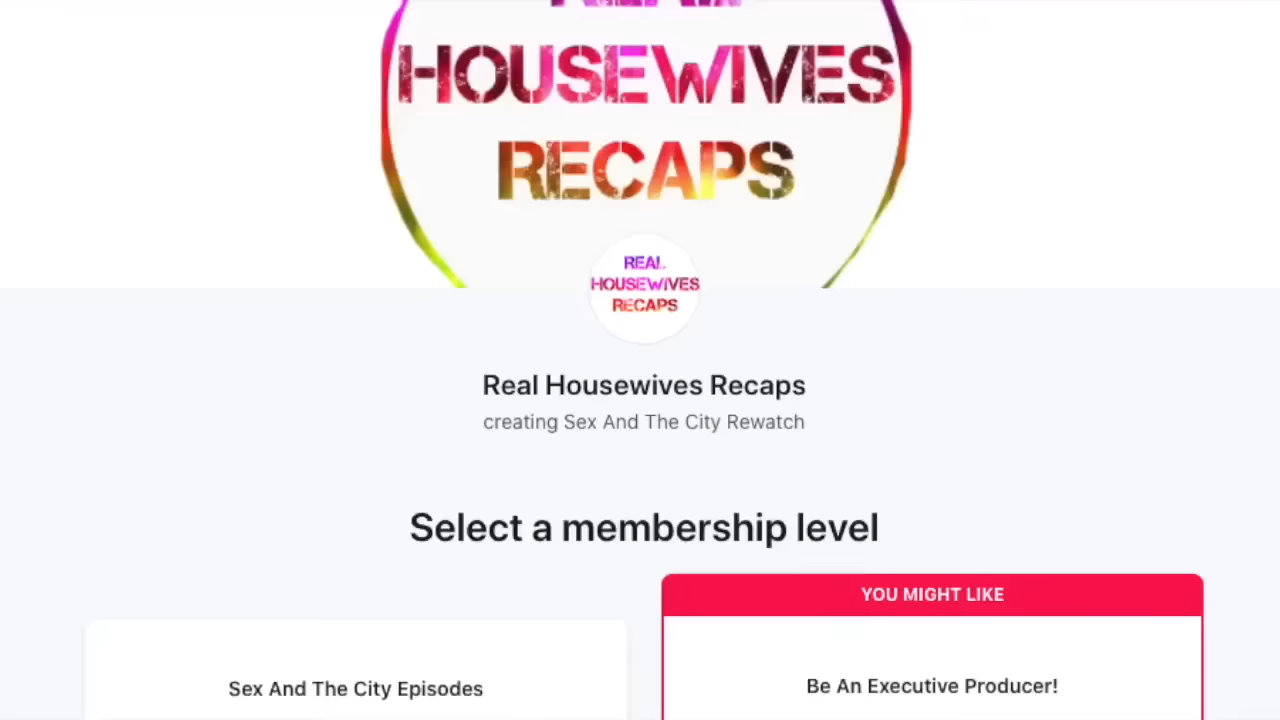 HOUSEWIVES
RECAPS
REAL
HOUSEWIVES
RECAPS
Real Housewives Recaps
creating Sex And The City Rewatch
Select a membership level
YOU MIGHT LIKE
Sex And The City Episodes
Be An Executive Producer!